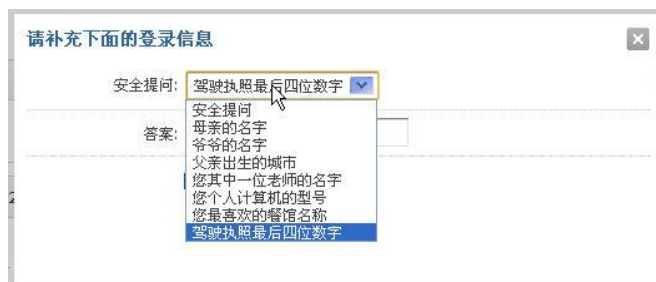 请补充下面的登录信息
安全提问: 驾驶执照最后四位数字
安全提问
答案:
母亲的名字
爷爷的名字
父亲出生的城市
您其中一位老师的名字
您个人计算机的型号
您最喜欢的餐馆名称
驾驶执照最后四位数字